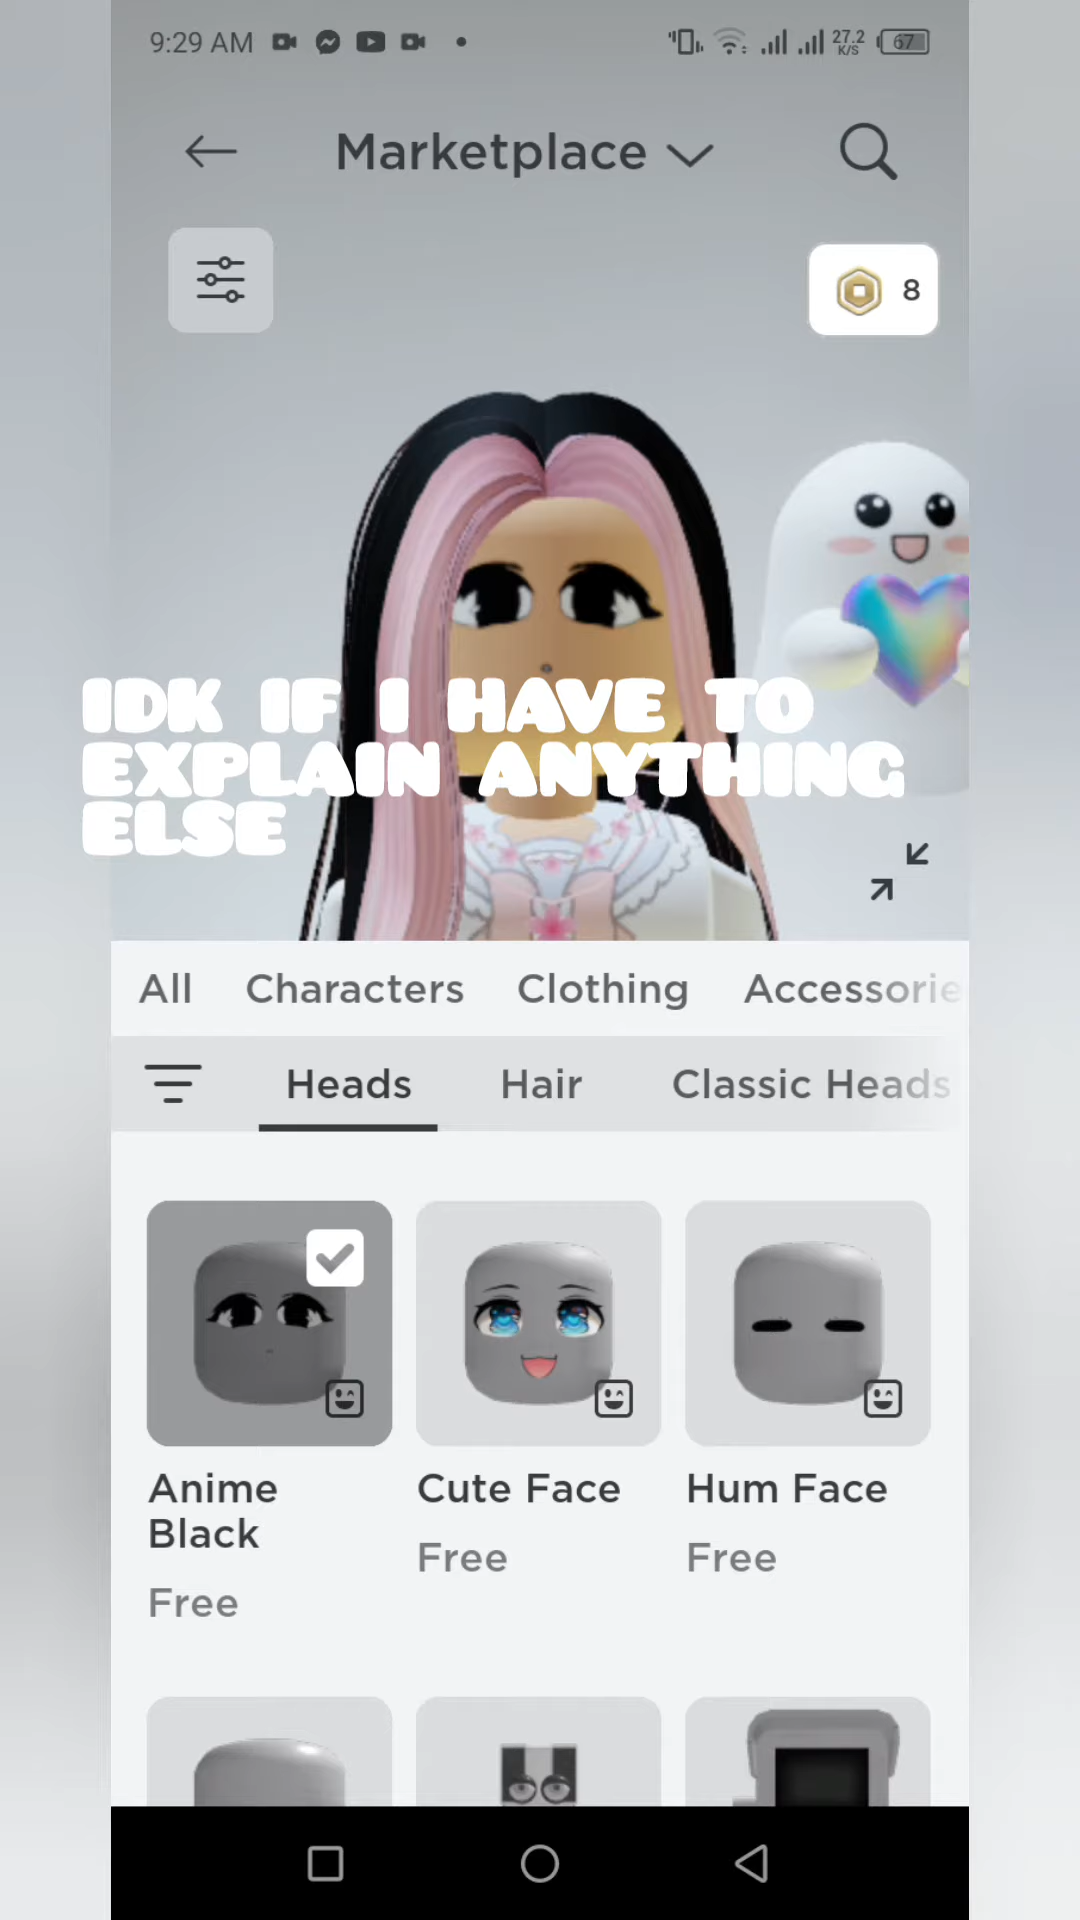 9:29 AM
27.2
K/S
67
Marketplace
8
IDK IF I HAVE TO
EXPLAIN ANYTHING
ELSE
All Characters Clothing Accessorie
Heads Hair Classic Heads
Anime
Black
Free
Cute Face
Free
Hum Face
Free